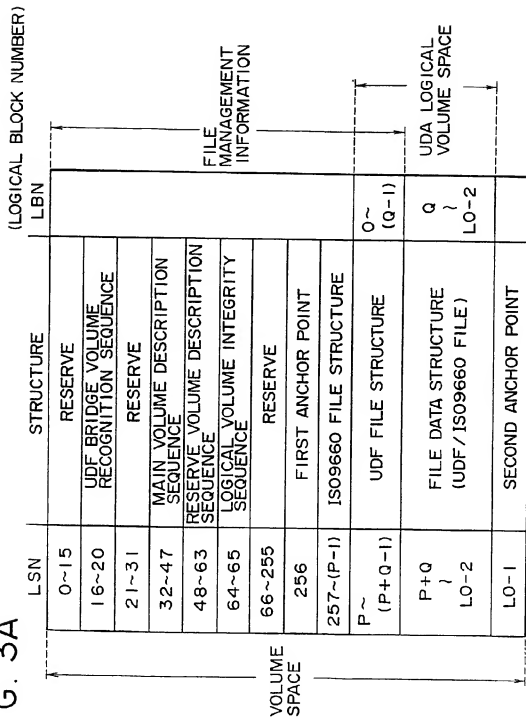 G. 3A
(LOGICAL BLOCK NUMBER)
LSN STRUCTURE LBN
0~15 RESERVE
16~20 UDF BRIDGE VOLUME
RECOGNITION SEQUENCE
21~31 RESERVE
32~47 MAIN VOLUME DESCRIPTION
SEQUENCE
48~63 RESERVE VOLUME DESCRIPTION
SEQUENCE
64~65 LOGICAL VOLUME INTEGRITY
SEQUENCE
66~255 RESERVE
256 FIRST ANCHOR POINT
257~(P-1) ISO9660 FILE STRUCTURE
P~
(P+Q-1)
UDF FILE STRUCTURE
0~
(Q-1)
P+Q
~
LO-2
FILE DATA STRUCTURE
(UDF/ISO9660 FILE)
Q
~
LO-2
LO-1 SECOND ANCHOR POINT
VOLUME
SPACE
FILE
MANAGEMENT
INFORMATION
UDA LOGICAL
VOLUME SPACE